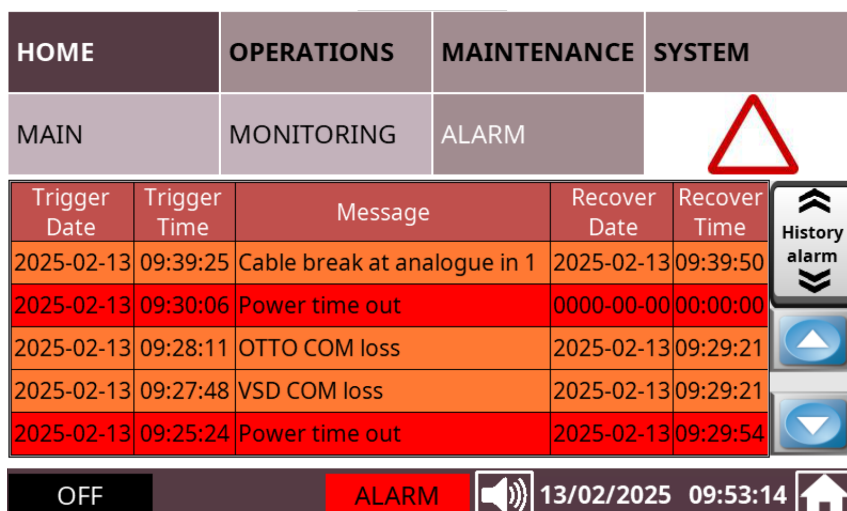 HOME OPERATIONS MAINTENANCE SYSTEM
MAIN MONITORING ALARM
Trigger Date Trigger Time Message Recover Date Recover Time
2025-02-13 09:39:25 Cable break at analogue in 1 2025-02-13 09:39:50
2025-02-13 09:30:06 Power time out 0000-00-00 00:00:00
2025-02-13 09:28:11 OTTO COM loss 2025-02-13 09:29:21
2025-02-13 09:27:48 VSD COM loss 2025-02-13 09:29:21
2025-02-13 09:25:24 Power time out 2025-02-13 09:29:54
History
alarm
OFF ALARM 13/02/2025 09:53:14